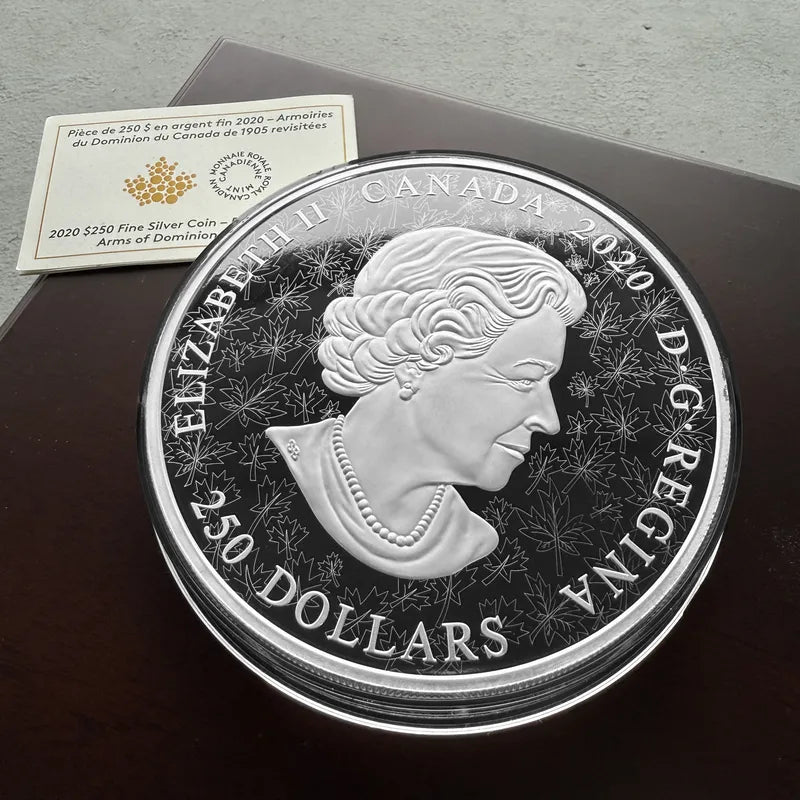 Pièce de 250 $ en argent fin 2020 – Armoiries
du Dominion du Canada de 1905 revisitées
MONNAIE ROYALE CANADIENNE
ROYAL CANADIAN MINT
2020 $250 Fine Silver Coin –
Arms of Dominion
ELIZABETH II CANADA 2020 D·G·REGINA
250 DOLLARS